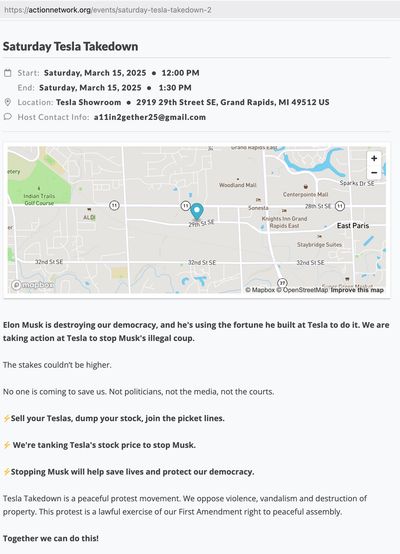 https://actionnetwork.org/events/saturday-tesla-takedown-2
Saturday Tesla Takedown
Start: Saturday, March 15, 2025 • 12:00 PM
End: Saturday, March 15, 2025 • 1:30 PM
Location: Tesla Showroom • 2919 29th Street SE, Grand Rapids, MI 49512 US
Host Contact Info: a11in2gether25@gmail.com
Grand Rapids East
etery
Woodland Mall
Sparks Dr SE
Indian Trails
Golf Course
Centerpoint Mall
ALDI
11
11
Sonesta
28th St SE
11
Knights Inn Grand
Rapids East
East Paris
29th St SE
Staybridge Suites
32nd St SE
32nd St SE
32nd St SE
37
+
−
mapbox
© Mapbox © OpenStreetMap Improve this map
Elon Musk is destroying our democracy, and he's using the fortune he built at Tesla to do it. We are
taking action at Tesla to stop Musk's illegal coup.
The stakes couldn't be higher.
No one is coming to save us. Not politicians, not the media, not the courts.
⚡Sell your Teslas, dump your stock, join the picket lines.
⚡ We're tanking Tesla's stock price to stop Musk.
⚡Stopping Musk will help save lives and protect our democracy.
Tesla Takedown is a peaceful protest movement. We oppose violence, vandalism and destruction of
property. This protest is a lawful exercise of our First Amendment right to peaceful assembly.
Together we can do this!